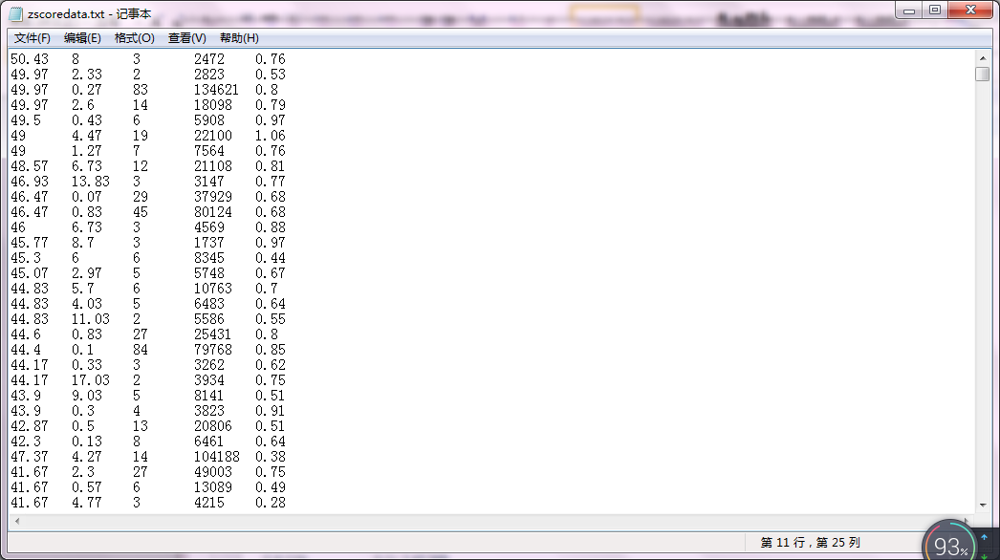 zscoredata.txt - 记事本
文件(F) 编辑(E) 格式(O) 查看(V) 帮助(H)
50.43 8 3 2472 0.76
49.97 2.33 2 2823 0.53
49.97 0.27 83 134621 0.8
49.97 2.6 14 18098 0.79
49.5 0.43 6 5908 0.97
49 4.47 19 22100 1.06
49 1.27 7 7564 0.76
48.57 6.73 12 21108 0.81
46.93 13.83 3 3147 0.77
46.47 0.07 29 37929 0.68
46.47 0.83 45 80124 0.68
46 6.73 3 4569 0.88
45.77 8.7 3 1737 0.97
45.3 6 6 8345 0.44
45.07 2.97 5 5748 0.67
44.83 5.7 6 10763 0.7
44.83 4.03 5 6483 0.64
44.83 11.03 2 5586 0.55
44.6 0.83 27 25431 0.8
44.4 0.1 84 79768 0.85
44.17 0.33 3 3262 0.62
44.17 17.03 2 3934 0.75
43.9 9.03 5 8141 0.51
43.9 0.3 4 3823 0.91
42.87 0.5 13 20806 0.51
42.3 0.13 8 6461 0.64
47.37 4.27 14 104188 0.38
41.67 2.3 27 49003 0.75
41.67 0.57 6 13089 0.49
41.67 4.77 3 4215 0.28
第 11 行，第 25 列
93%